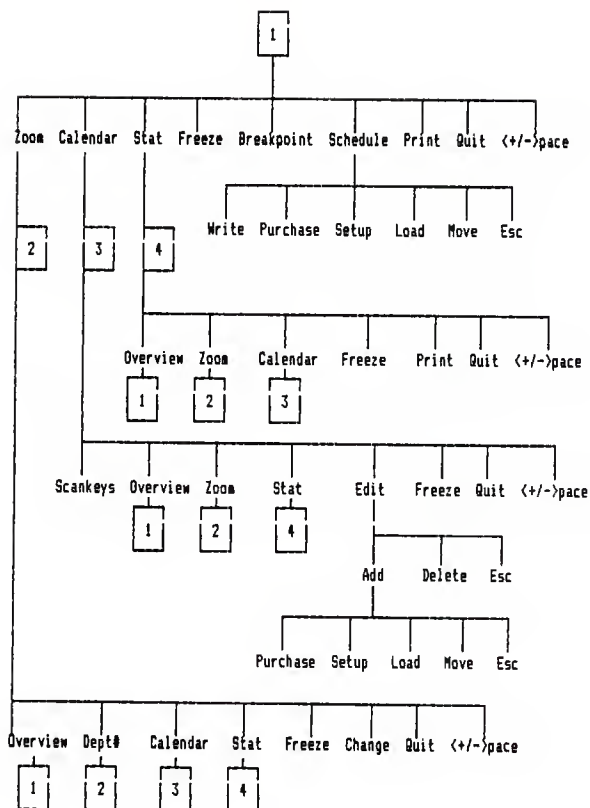 1
Zoom Calendar Stat Freeze Breakpoint Schedule Print Quit <+/->pace
Write Purchase Setup Load Move Esc
2 3 4
Overview Zoom Calendar Freeze Print Quit <+/->pace
1 2 3
Scankeys Overview Zoom Stat Edit Freeze Quit <+/->pace
1 2 4
Add Delete Esc
Purchase Setup Load Move Esc
Overview Dept# Calendar Stat Freeze Change Quit <+/->pace
1 2 3 4